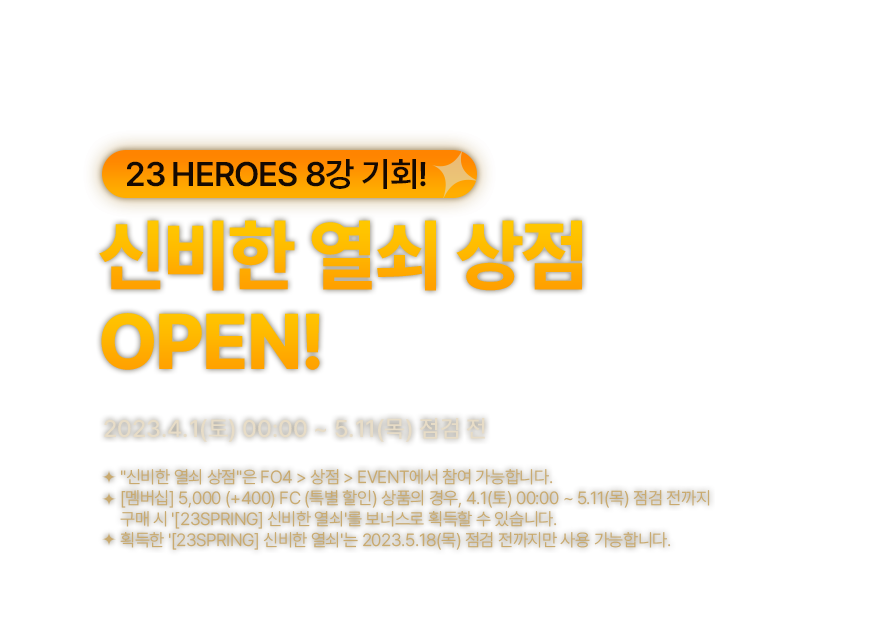 23 HEROES 8강 기회!
신비한 열쇠 상점
OPEN!
2023.4.1(토) 00:00 ~ 5.11(목) 점검 전
✦ "신비한 열쇠 상점"은 FO4 > 상점 > EVENT에서 참여 가능합니다.
✦ [멤버십] 5,000 (+400) FC (특별 할인) 상품의 경우, 4.1(토) 00:00 ~ 5.11(목) 점검 전까지
구매 시 '[23SPRING] 신비한 열쇠'를 보너스로 획득할 수 있습니다.
✦ 획득한 '[23SPRING] 신비한 열쇠'는 2023.5.18(목) 점검 전까지만 사용 가능합니다.